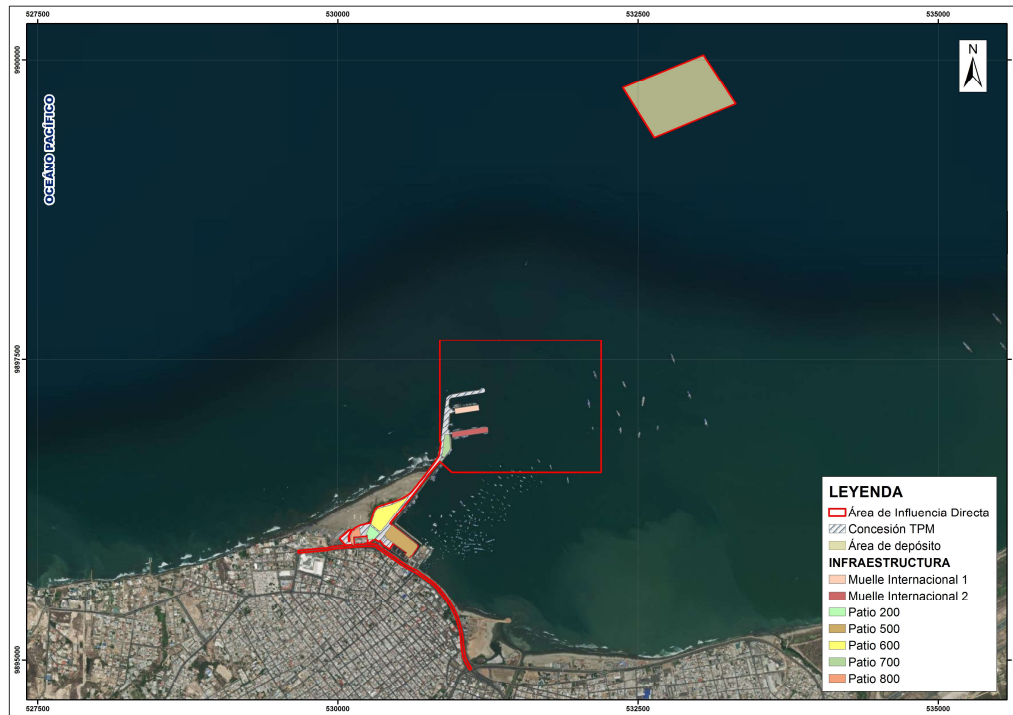 527500
530000
532500
535000
9900000
N
OCEÁNO PACÍFICO
9897500
LEYENDA
Área de Influencia Directa
Concesión TPM
Área de depósito
INFRAESTRUCTURA
Muelle Internacional 1
Muelle Internacional 2
Patio 200
Patio 500
Patio 600
Patio 700
Patio 800
9895000
527500
530000
532500
535000